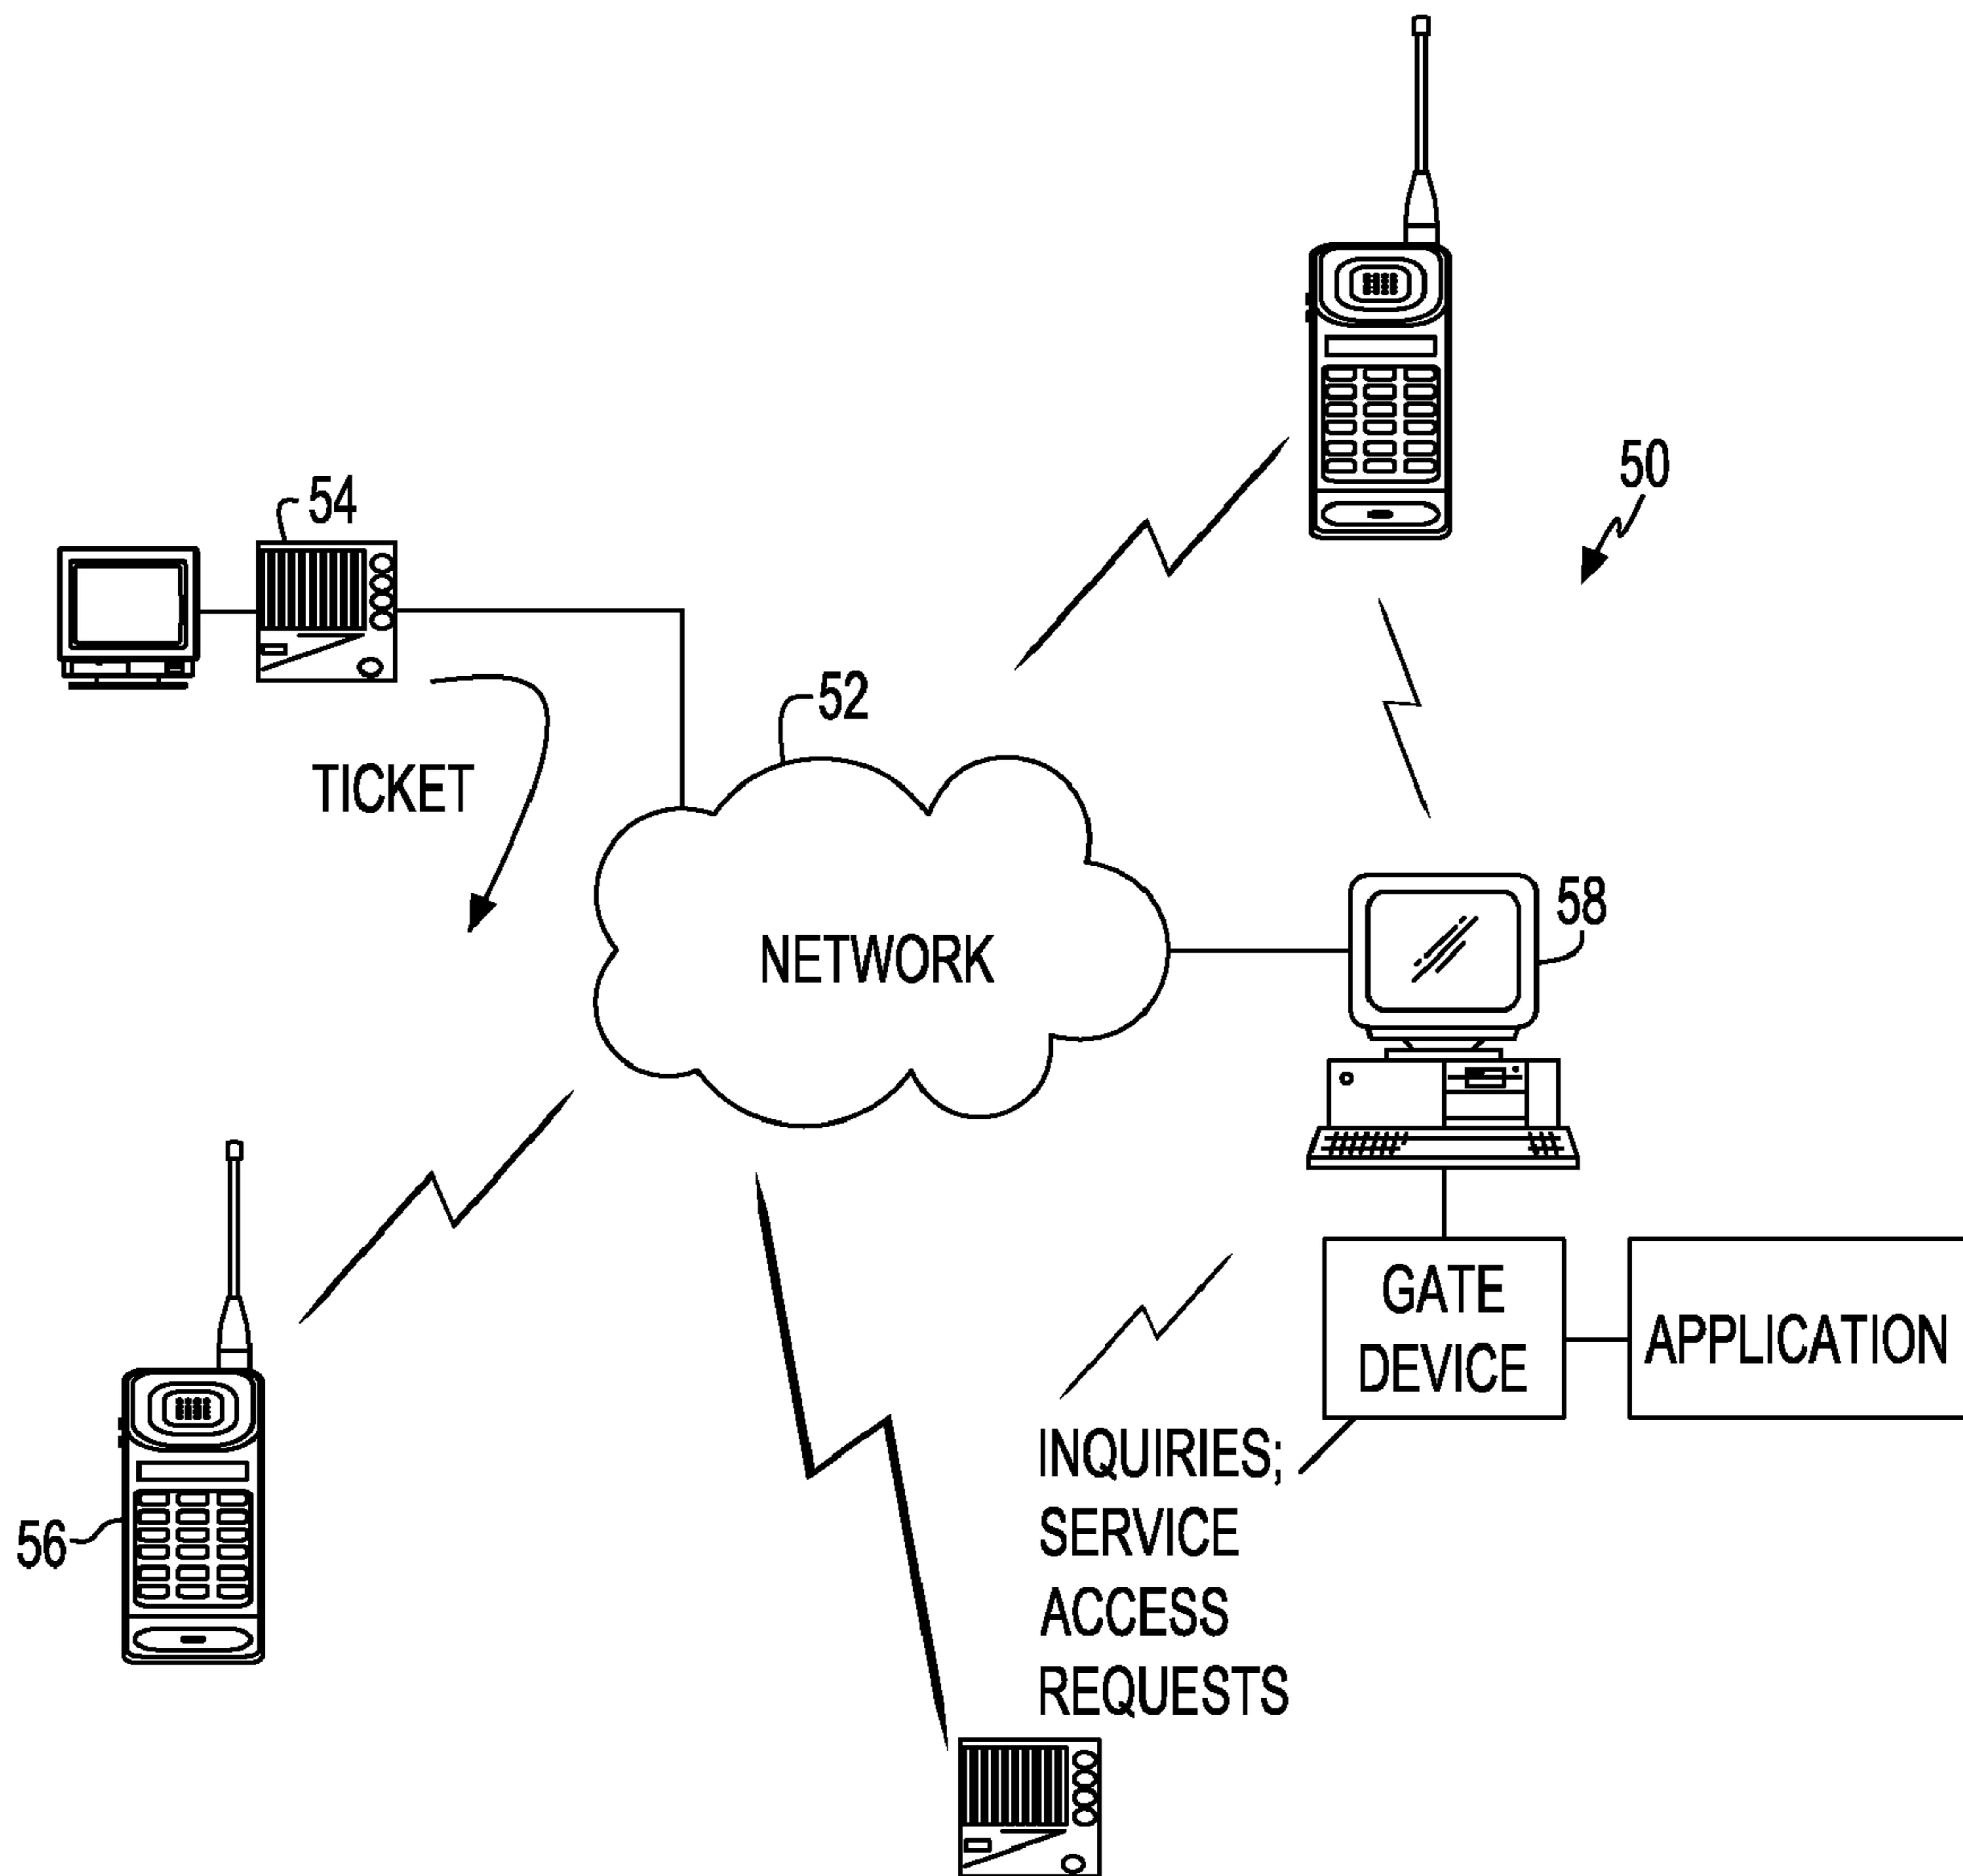 50
54
52
TICKET
58
NETWORK
GATE
DEVICE
APPLICATION
INQUIRIES;
SERVICE
ACCESS
REQUESTS
56